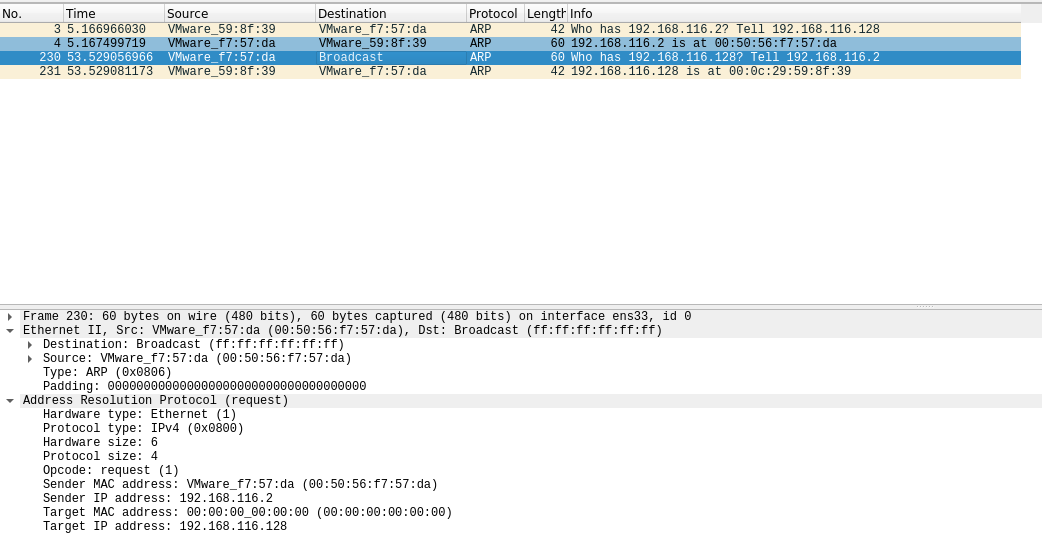 No. Time Source Destination Protocol Length Info
3 5.166966030 VMware_59:8f:39 VMware_f7:57:da ARP 42 Who has 192.168.116.2? Tell 192.168.116.128
4 5.167499719 VMware_f7:57:da VMware_59:8f:39 ARP 60 192.168.116.2 is at 00:50:56:f7:57:da
230 53.529056966 VMware_f7:57:da Broadcast ARP 60 Who has 192.168.116.128? Tell 192.168.116.2
231 53.529081173 VMware_59:8f:39 VMware_f7:57:da ARP 42 192.168.116.128 is at 00:0c:29:59:8f:39
Frame 230: 60 bytes on wire (480 bits), 60 bytes captured (480 bits) on interface ens33, id 0
Ethernet II, Src: VMware_f7:57:da (00:50:56:f7:57:da), Dst: Broadcast (ff:ff:ff:ff:ff:ff)
Destination: Broadcast (ff:ff:ff:ff:ff:ff)
Source: VMware_f7:57:da (00:50:56:f7:57:da)
Type: ARP (0x0806)
Padding: 000000000000000000000000000000000000
Address Resolution Protocol (request)
Hardware type: Ethernet (1)
Protocol type: IPv4 (0x0800)
Hardware size: 6
Protocol size: 4
Opcode: request (1)
Sender MAC address: VMware_f7:57:da (00:50:56:f7:57:da)
Sender IP address: 192.168.116.2
Target MAC address: 00:00:00_00:00:00 (00:00:00:00:00:00)
Target IP address: 192.168.116.128